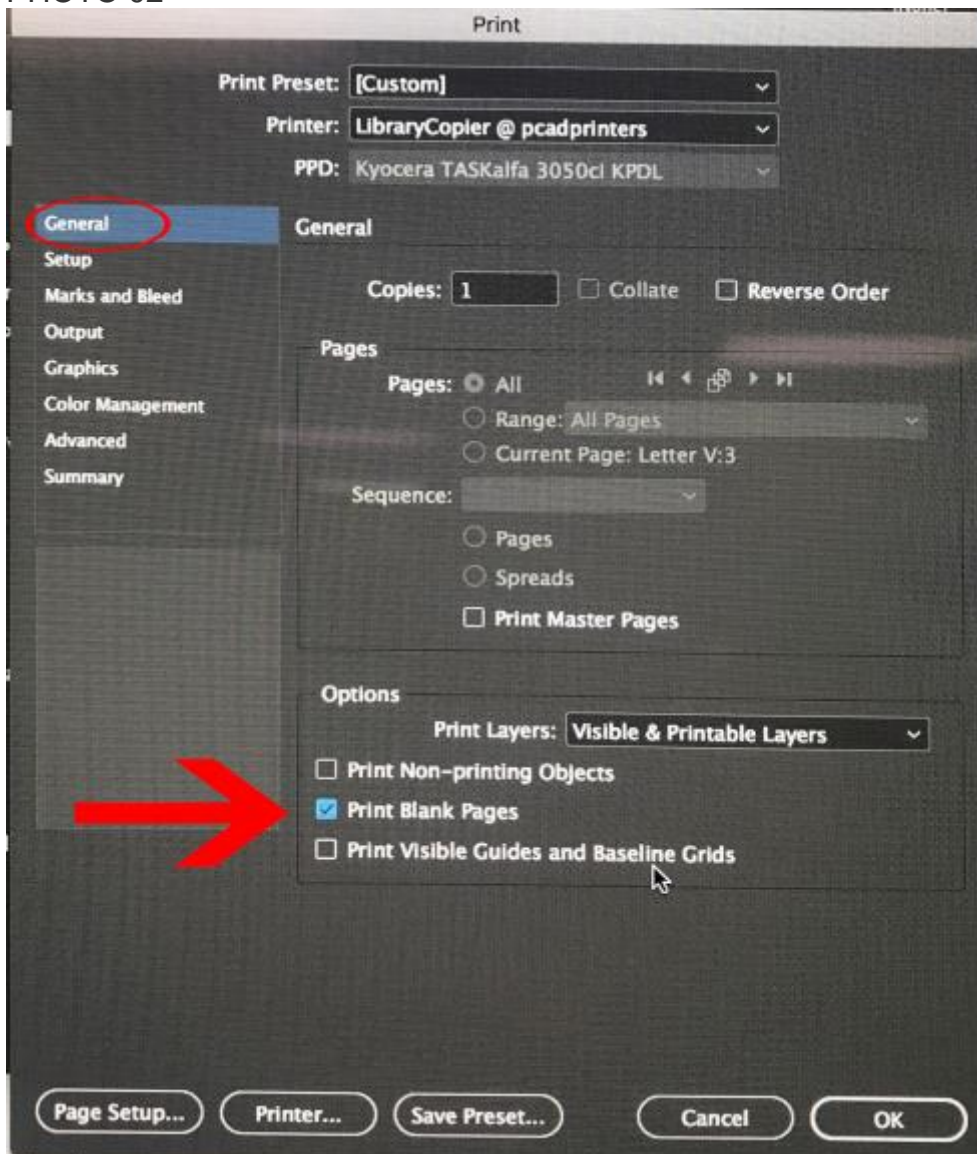 Print
Print Preset: [Custom]
Printer: LibraryCopier @ pcadprinters
PPD: Kyocera TASKalfa 3050ci KPDL
General
Setup
Marks and Bleed
Output
Graphics
Color Management
Advanced
Summary
General
Copies: 1 Collate Reverse Order
Pages
Pages: All
Range: All Pages
Current Page: Letter V:3
Sequence:
Pages
Spreads
Print Master Pages
Options
Print Layers: Visible & Printable Layers
Print Non-printing Objects
Print Blank Pages
Print Visible Guides and Baseline Grids
Page Setup... Printer... Save Preset... Cancel OK